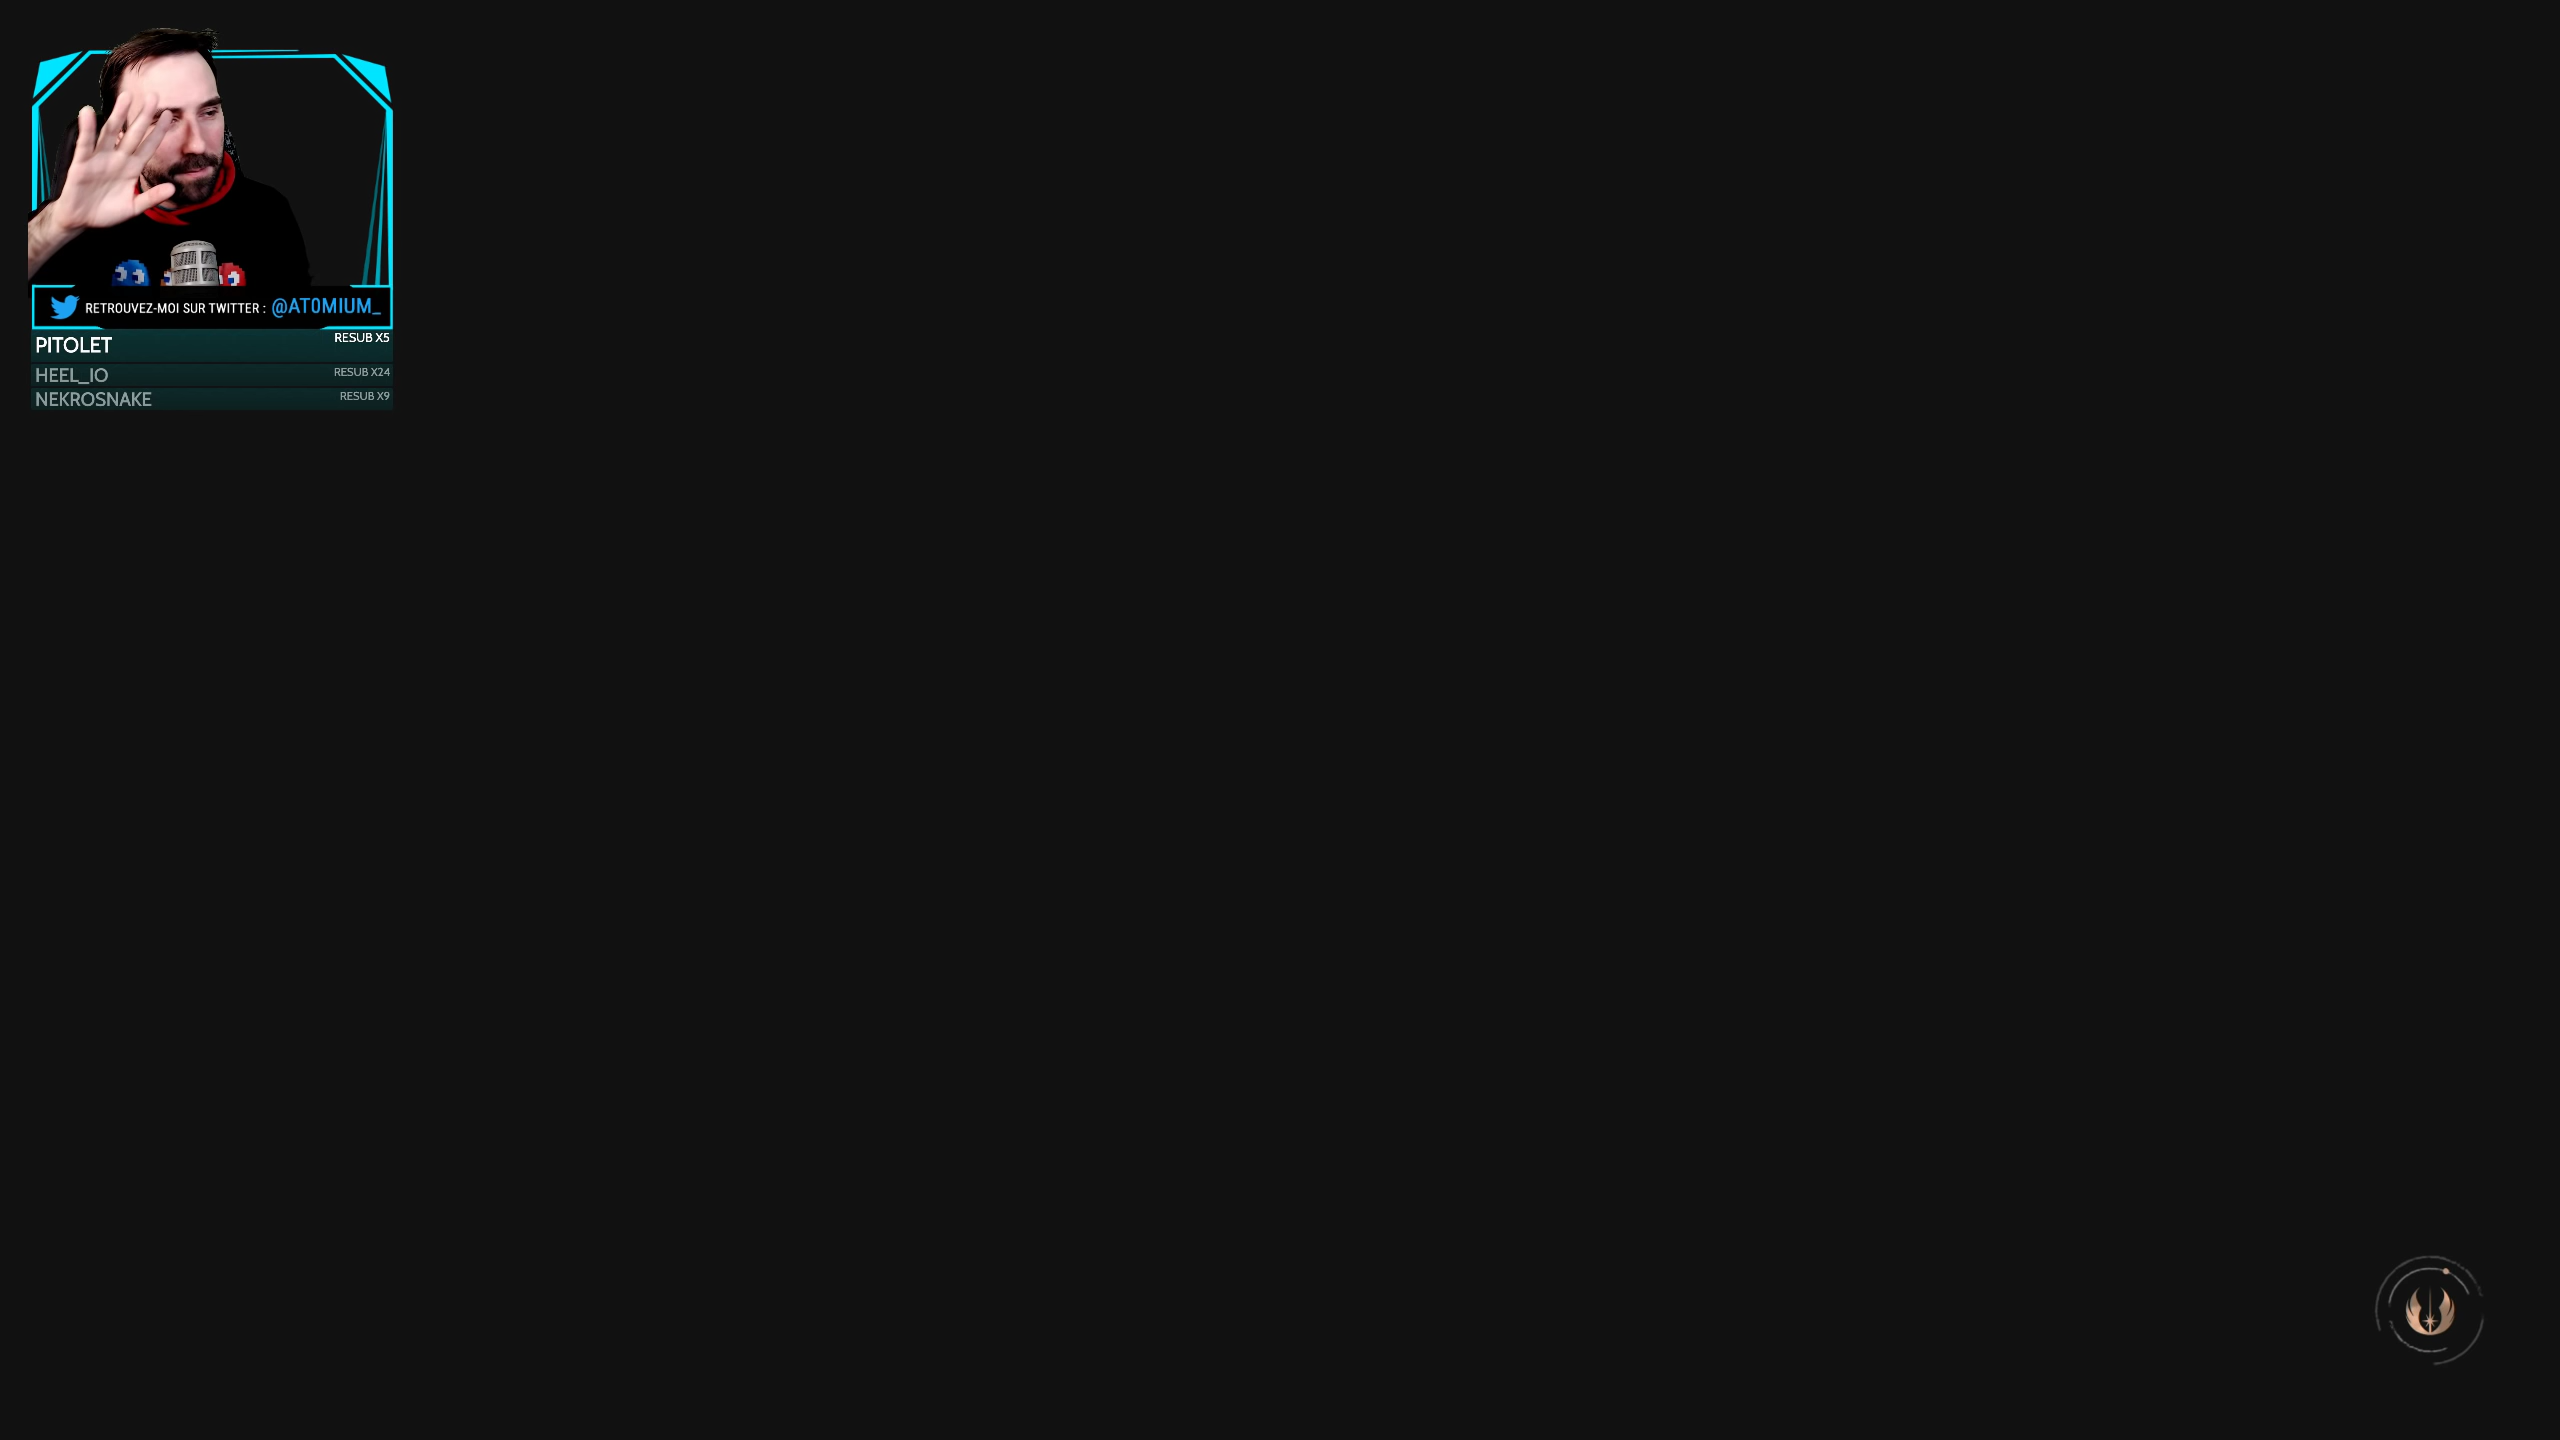 RETROUVEZ-MOI SUR TWITTER : @AT0MIUM_
PITOLET RESUB X5
HEEL_IO RESUB X24
NEKROSNAKE RESUB X9